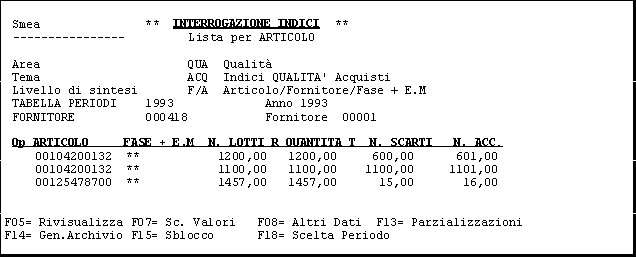 Smea ** INTERROGAZIONE INDICI **
---------------- Lista per ARTICOLO
Area QUA Qualità
Tema ACQ Indici QUALITA' Acquisti
Livello di sintesi F/A Articolo/Fornitore/Fase + E.M
TABELLA PERIODI 1993 Anno 1993
FORNITORE 000418 Fornitore 00001
Op ARTICOLO FASE + E.M N. LOTTI R QUANTITA T N. SCARTI N. ACC.
00104200132 ** 1200,00 1200,00 600,00 601,00
00104200132 ** 1100,00 1100,00 1100,00 1101,00
00125478700 ** 1457,00 1457,00 15,00 16,00
F05= Rivisualizza F07= Sc. Valori F08= Altri Dati F13= Parzializzazioni
F14= Gen.Archivio F15= Sblocco F18= Scelta Periodo